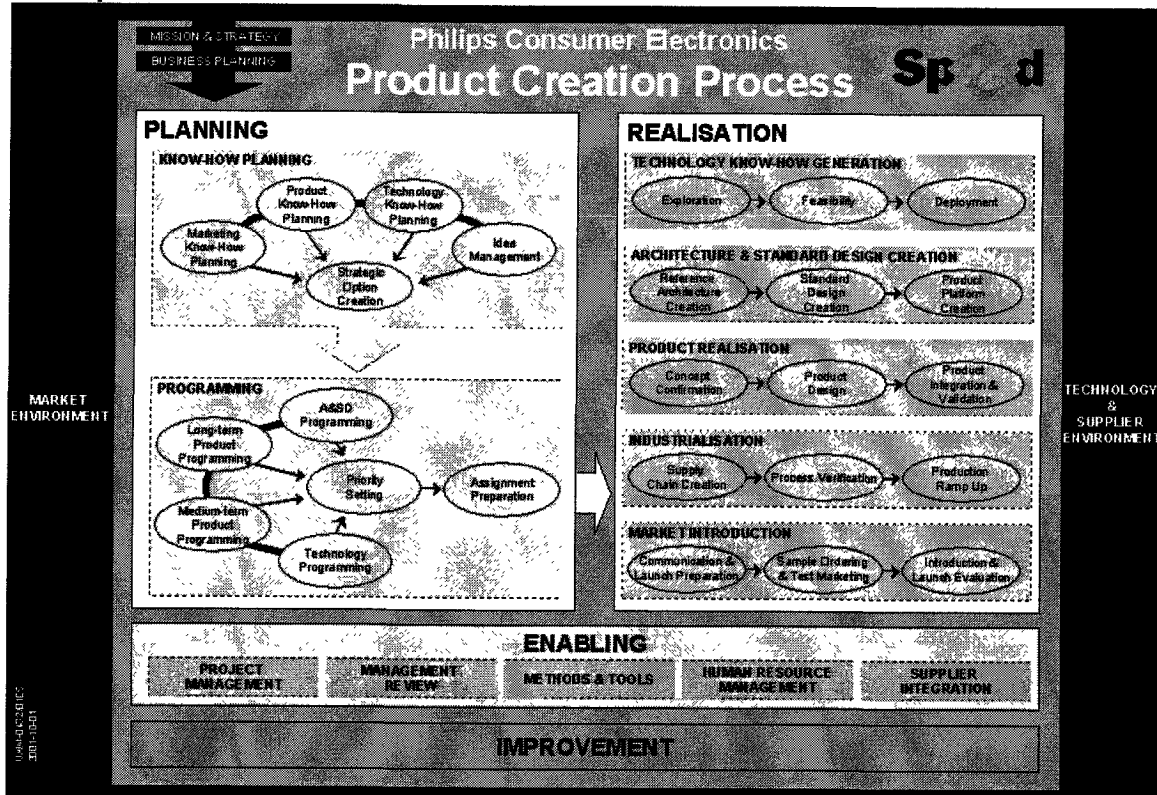 MISSION & STRATEGY
BUSINESS PLANNING
Philips Consumer Electronics
Product Creation Process
PLANNING
KNOW-HOW PLANNING
Product
Know-How
Planning
Technology
Know-How
Planning
Marketing
Know-How
Planning
Idea
Management
Strategic
Option
Creation
PROGRAMMING
A&SD
Programming
Long-term
Product
Programming
Priority
Setting
Assignment
Preparation
Medium-term
Product
Programming
Technology
Programming
MARKET
ENVIRONMENT
REALISATION
TECHNOLOGY KNOW-HOW GENERATION
Exploration
Feasibility
Deployment
ARCHITECTURE & STANDARD DESIGN CREATION
Reference
Architecture
Creation
Standard
Design
Creation
Product
Platform
Creation
PRODUCT REALISATION
Concept
Confirmation
Product
Design
Product
Integration &
Validation
INDUSTRIALISATION
Supply
Chain Creation
Process Verification
Production
Ramp Up
MARKET INTRODUCTION
Communication &
Launch Preparation
Sample Ordering
& Test Marketing
Introduction &
Launch Evaluation
TECHNOLOGY
&
SUPPLIER
ENVIRONMENT
ENABLING
PROJECT
MANAGEMENT
MANAGEMENT
REVIEW
METHODS & TOOLS
HUMAN RESOURCE
MANAGEMENT
SUPPLIER
INTEGRATION
IMPROVEMENT